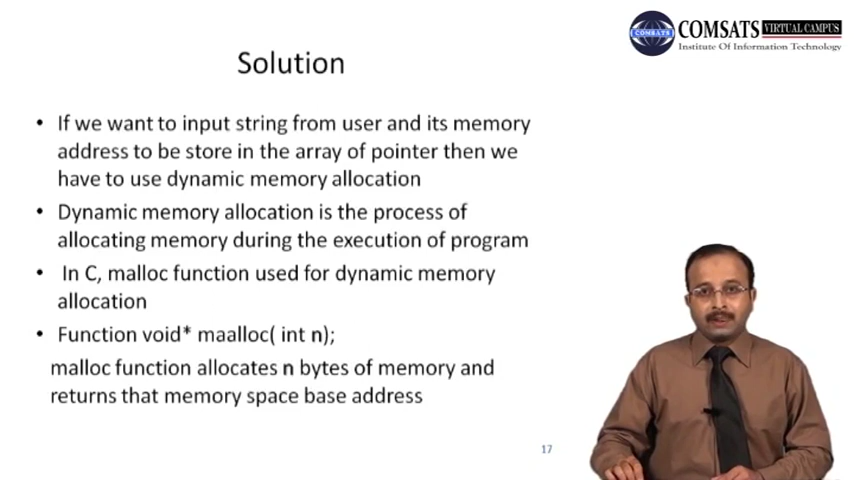 COMSATS VIRTUAL CAMPUS
(COMSATS)
Institute Of Information Technology
Solution
• If we want to input string from user and its memory
address to be store in the array of pointer then we
have to use dynamic memory allocation
• Dynamic memory allocation is the process of
allocating memory during the execution of program
• In C, malloc function used for dynamic memory
allocation
• Function void* maalloc( int n);
malloc function allocates n bytes of memory and
returns that memory space base address
17